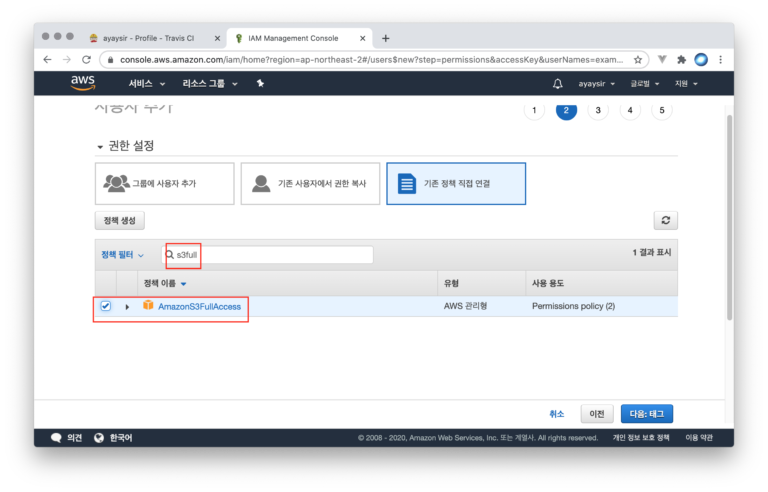 ayaysir - Profile - Travis CI
IAM Management Console
console.aws.amazon.com/iam/home?region=ap-northeast-2#/users$new?step=permissions&accessKey&userNames=exam...
aws 서비스 리소스 그룹 ayaysir 글로벌 지원
사용자 추가 1 2 3 4 5
권한 설정
그룹에 사용자 추가 기존 사용자에서 권한 복사 기존 정책 직접 연결
정책 생성
정책 필터 s3full 1 결과 표시
정책 이름 유형 사용 용도
AmazonS3FullAccess AWS 관리형 Permissions policy (2)
취소 이전 다음: 태그
의견 한국어 © 2008 - 2020, Amazon Web Services, Inc. 또는 계열사. All rights reserved. 개인 정보 보호 정책 이용 약관